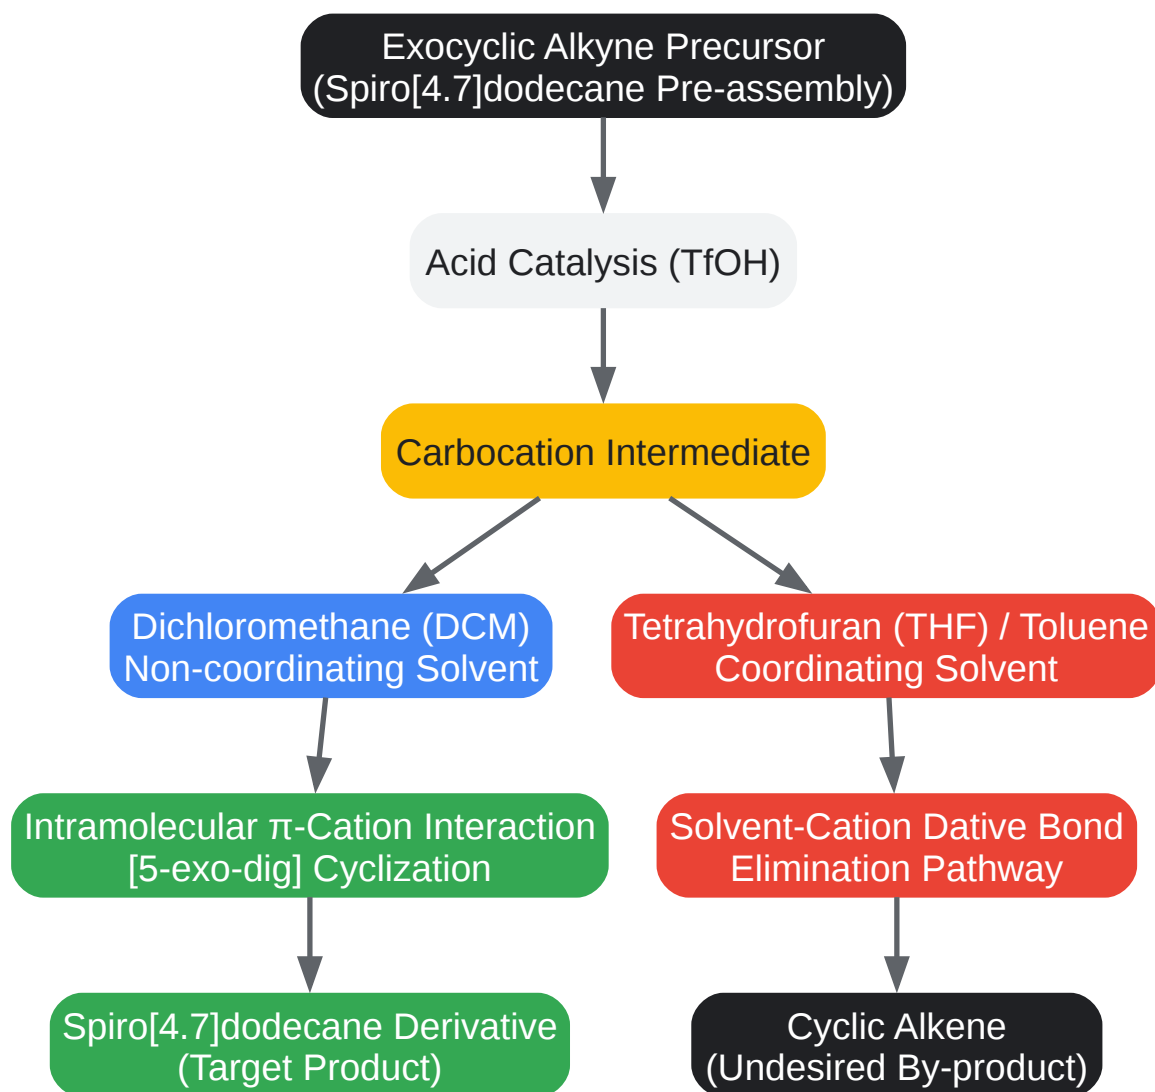 Exocyclic Alkyne Precursor
(Spiro[4.7]dodecane Pre-assembly)
Acid Catalysis (TfOH)
Carbocation Intermediate
Dichloromethane (DCM)
Non-coordinating Solvent
Tetrahydrofuran (THF) / Toluene
Coordinating Solvent
Intramolecular π-Cation Interaction
[5-exo-dig] Cyclization
Solvent-Cation Dative Bond
Elimination Pathway
Spiro[4.7]dodecane Derivative
(Target Product)
Cyclic Alkene
(Undesired By-product)